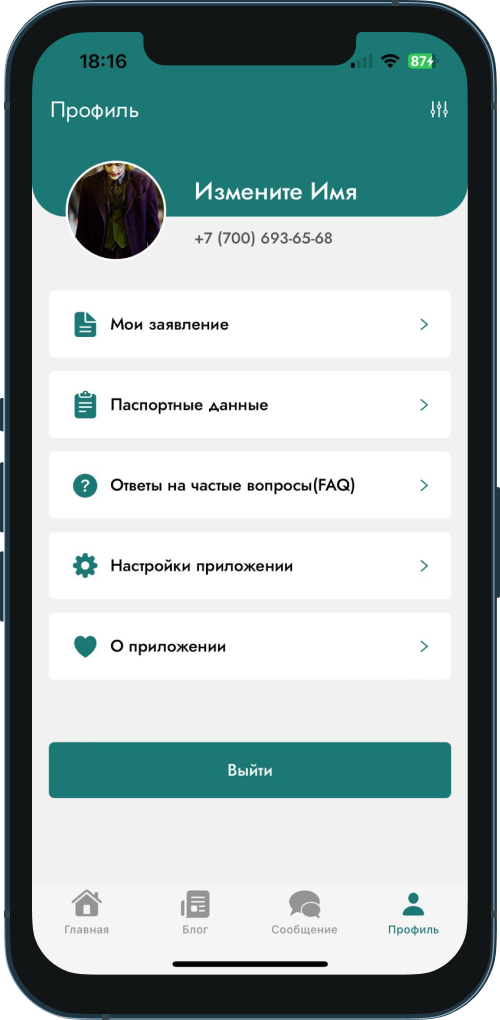 18:16
87
Профиль
Измените Имя
+7 (700) 693-65-68
Мои заявление
Паспортные данные
Ответы на частые вопросы(FAQ)
Настройки приложении
О приложении
Выйти
Главная Блог Сообщение Профиль